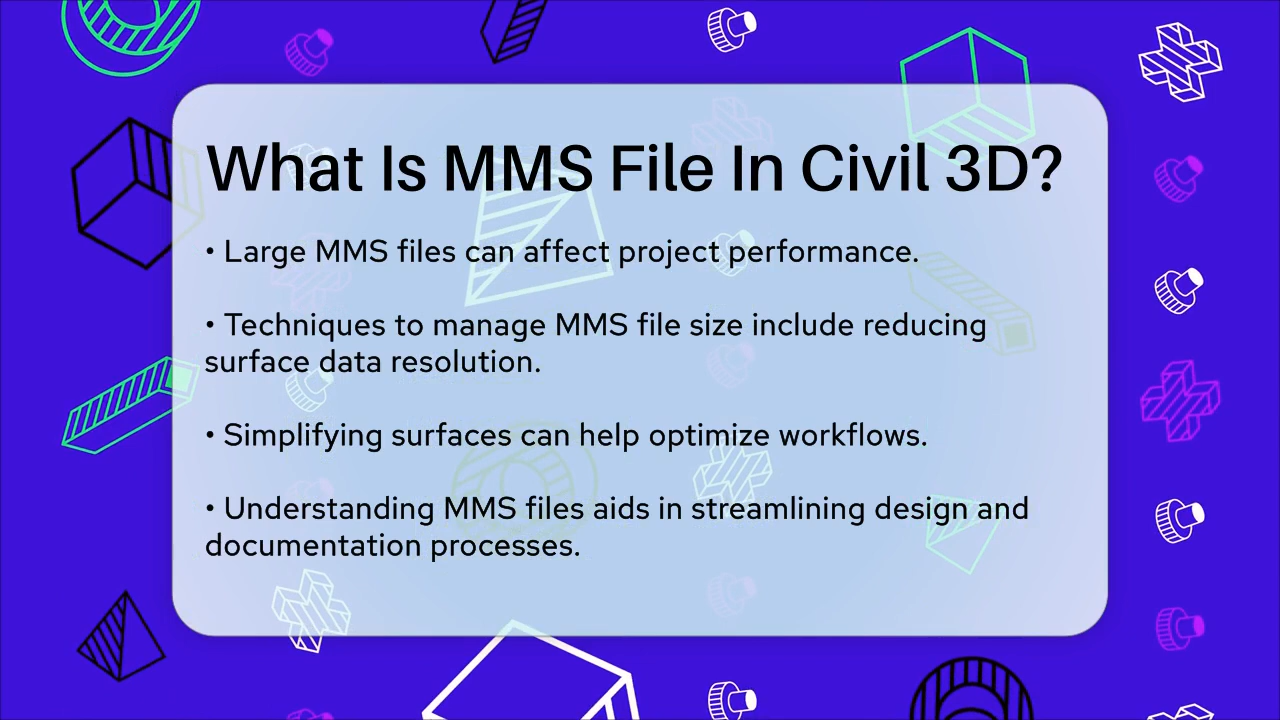 What Is MMS File In Civil 3D?
• Large MMS files can affect project performance.
• Techniques to manage MMS file size include reducing
surface data resolution.
• Simplifying surfaces can help optimize workflows.
• Understanding MMS files aids in streamlining design and
documentation processes.